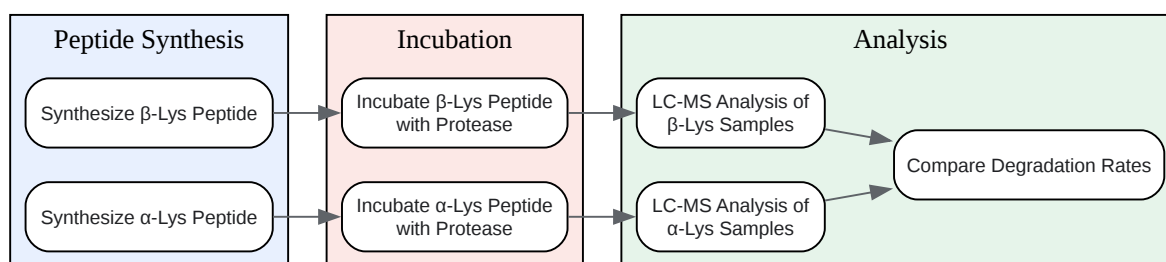 Peptide Synthesis
Incubation
Analysis
Synthesize β-Lys Peptide
Incubate β-Lys Peptide
with Protease
LC-MS Analysis of
β-Lys Samples
Compare Degradation Rates
Synthesize α-Lys Peptide
Incubate α-Lys Peptide
with Protease
LC-MS Analysis of
α-Lys Samples